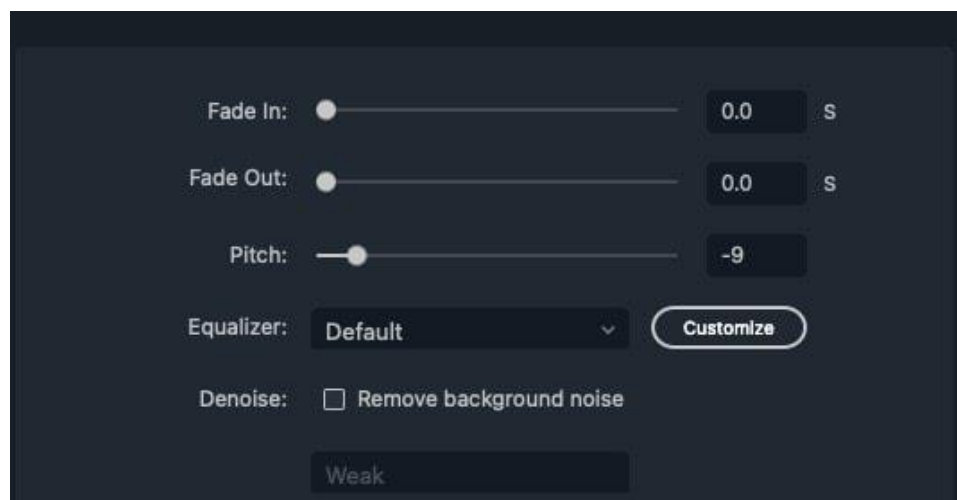 Fade In: 0.0 S
Fade Out: 0.0 S
Pitch: -9
Equalizer: Default Customize
Denoise: Remove background noise
Weak